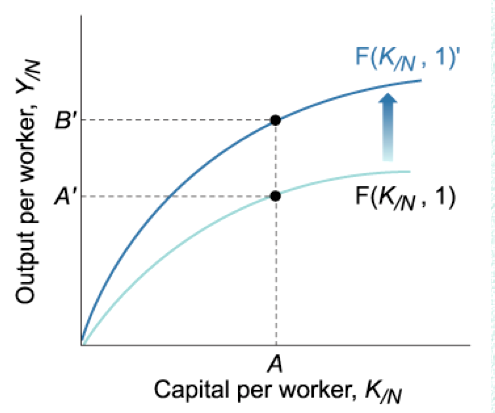 Output per worker, Y/N
F(K/N , 1)'
B'
A'
F(K/N , 1)
A
Capital per worker, K/N